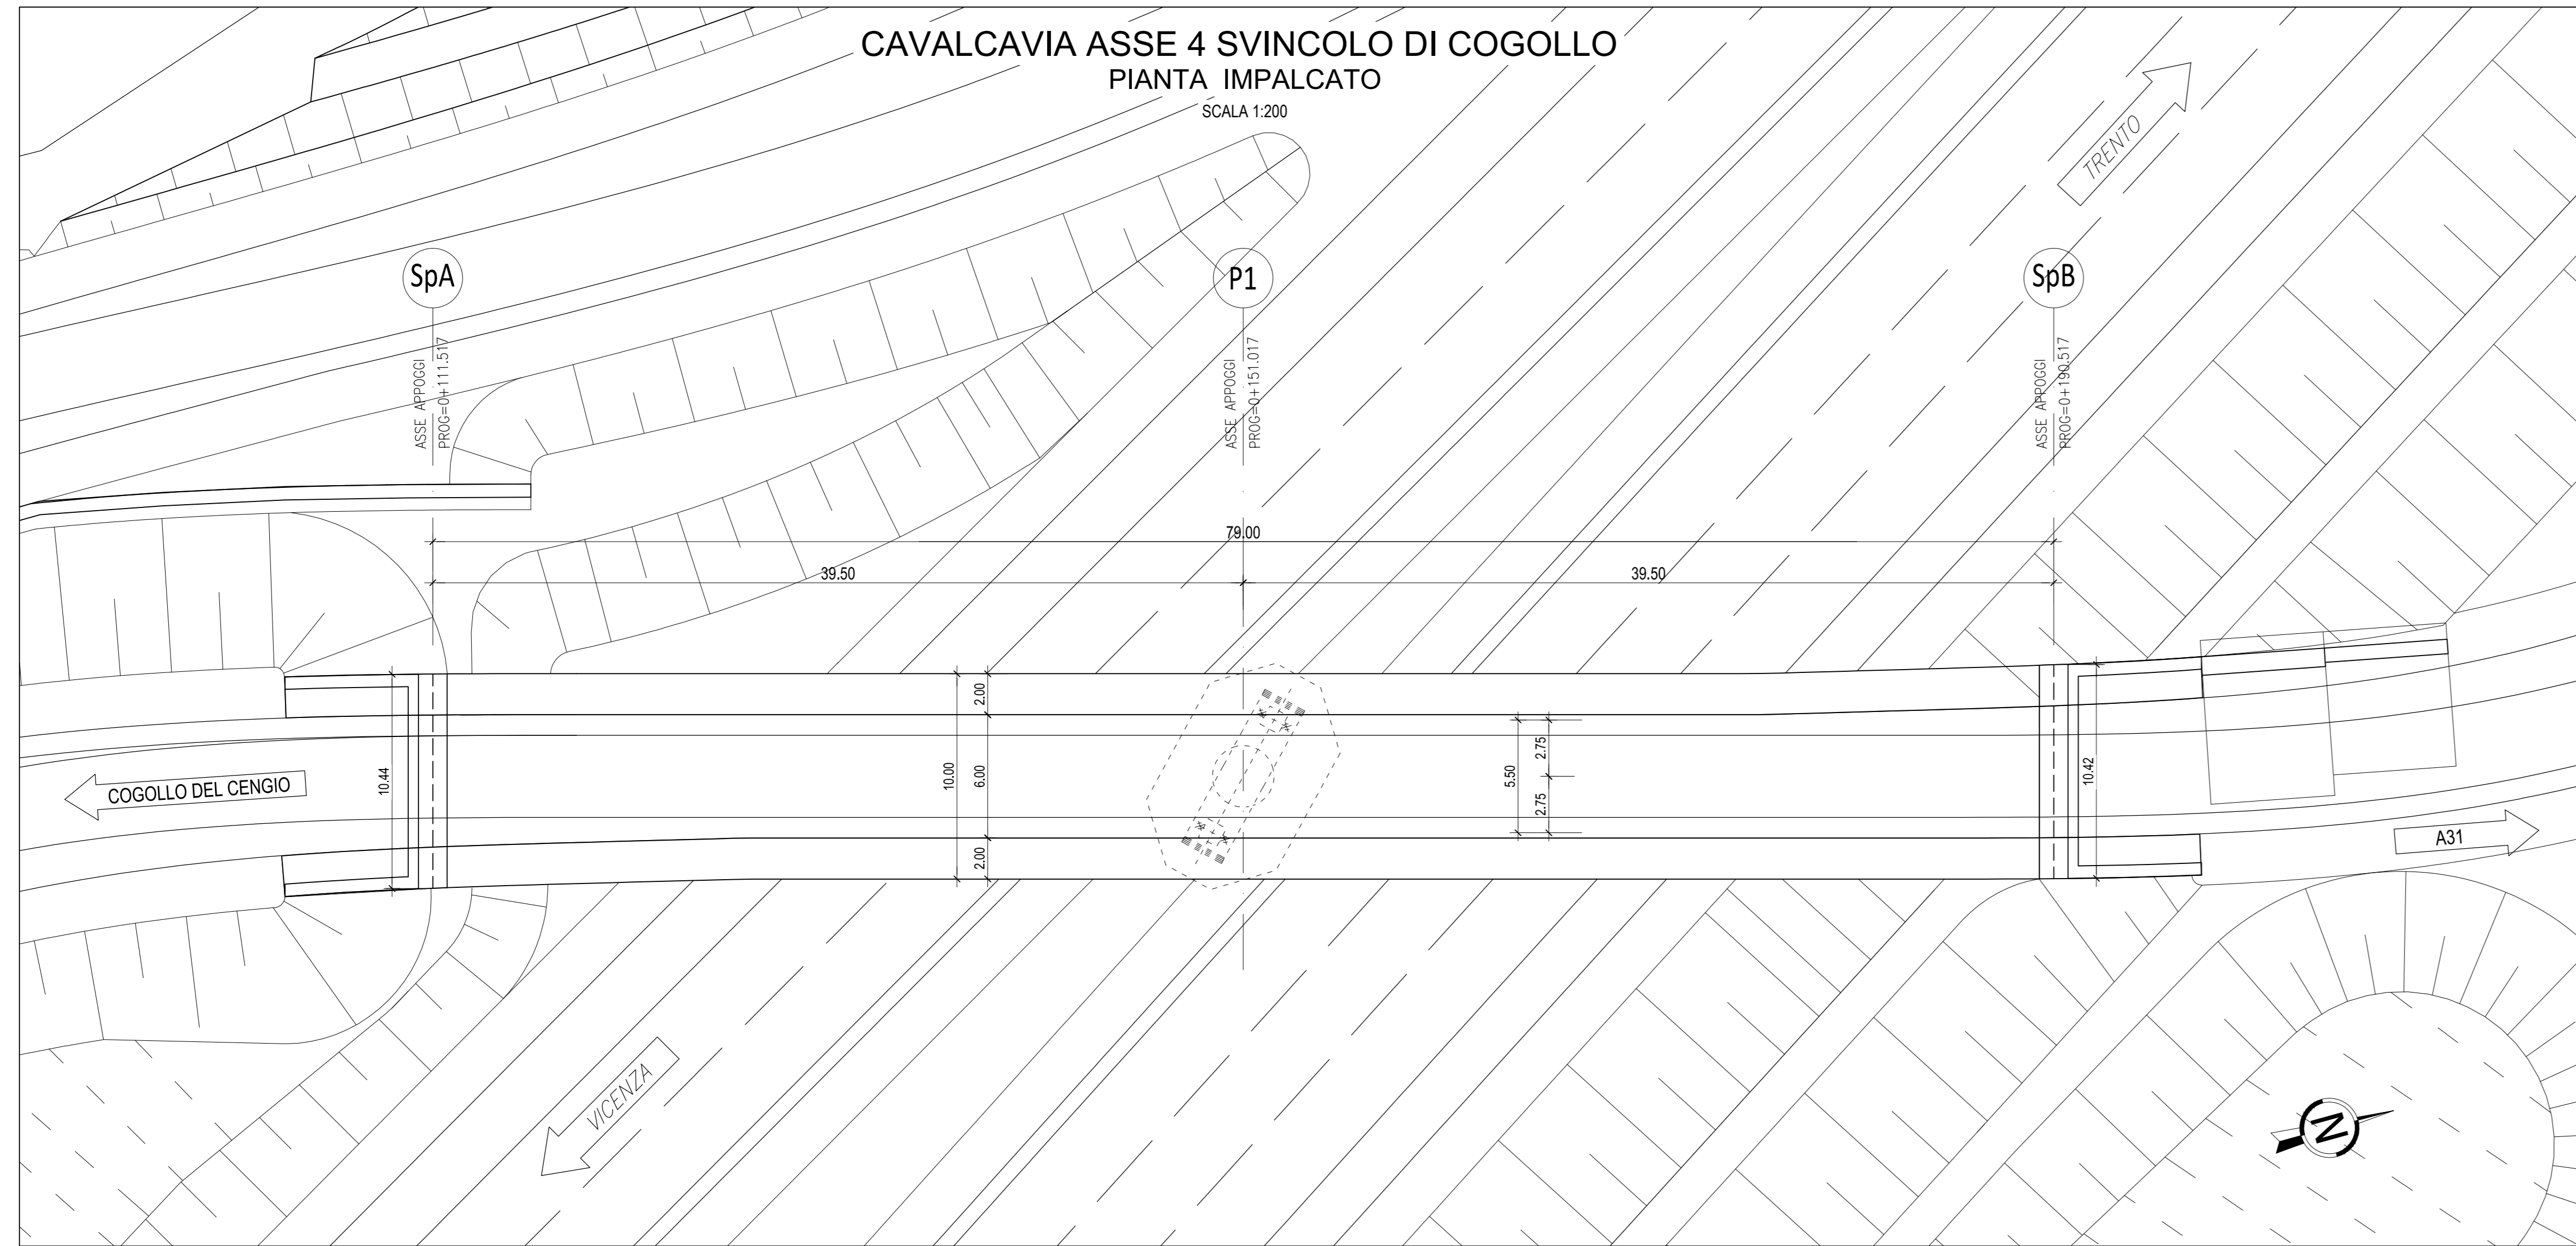 CAVALCAVIA ASSE 4 SVINCOLO DI COGOLLO
PIANTA IMPALCATO
SCALA 1:200
TRENTO
SpA
P1
SpB
ASSE APPOGGI
PROG=0+111.517
ASSE APPOGGI
PROG=0+151.017
ASSE APPOGGI
PROG=0+190.517
79.00
39.50
39.50
2.00
10.44
10.00
6.00
2.00
5.50
2.75
2.75
10.42
COGOLLO DEL CENGIO
A31
VICENZA
N